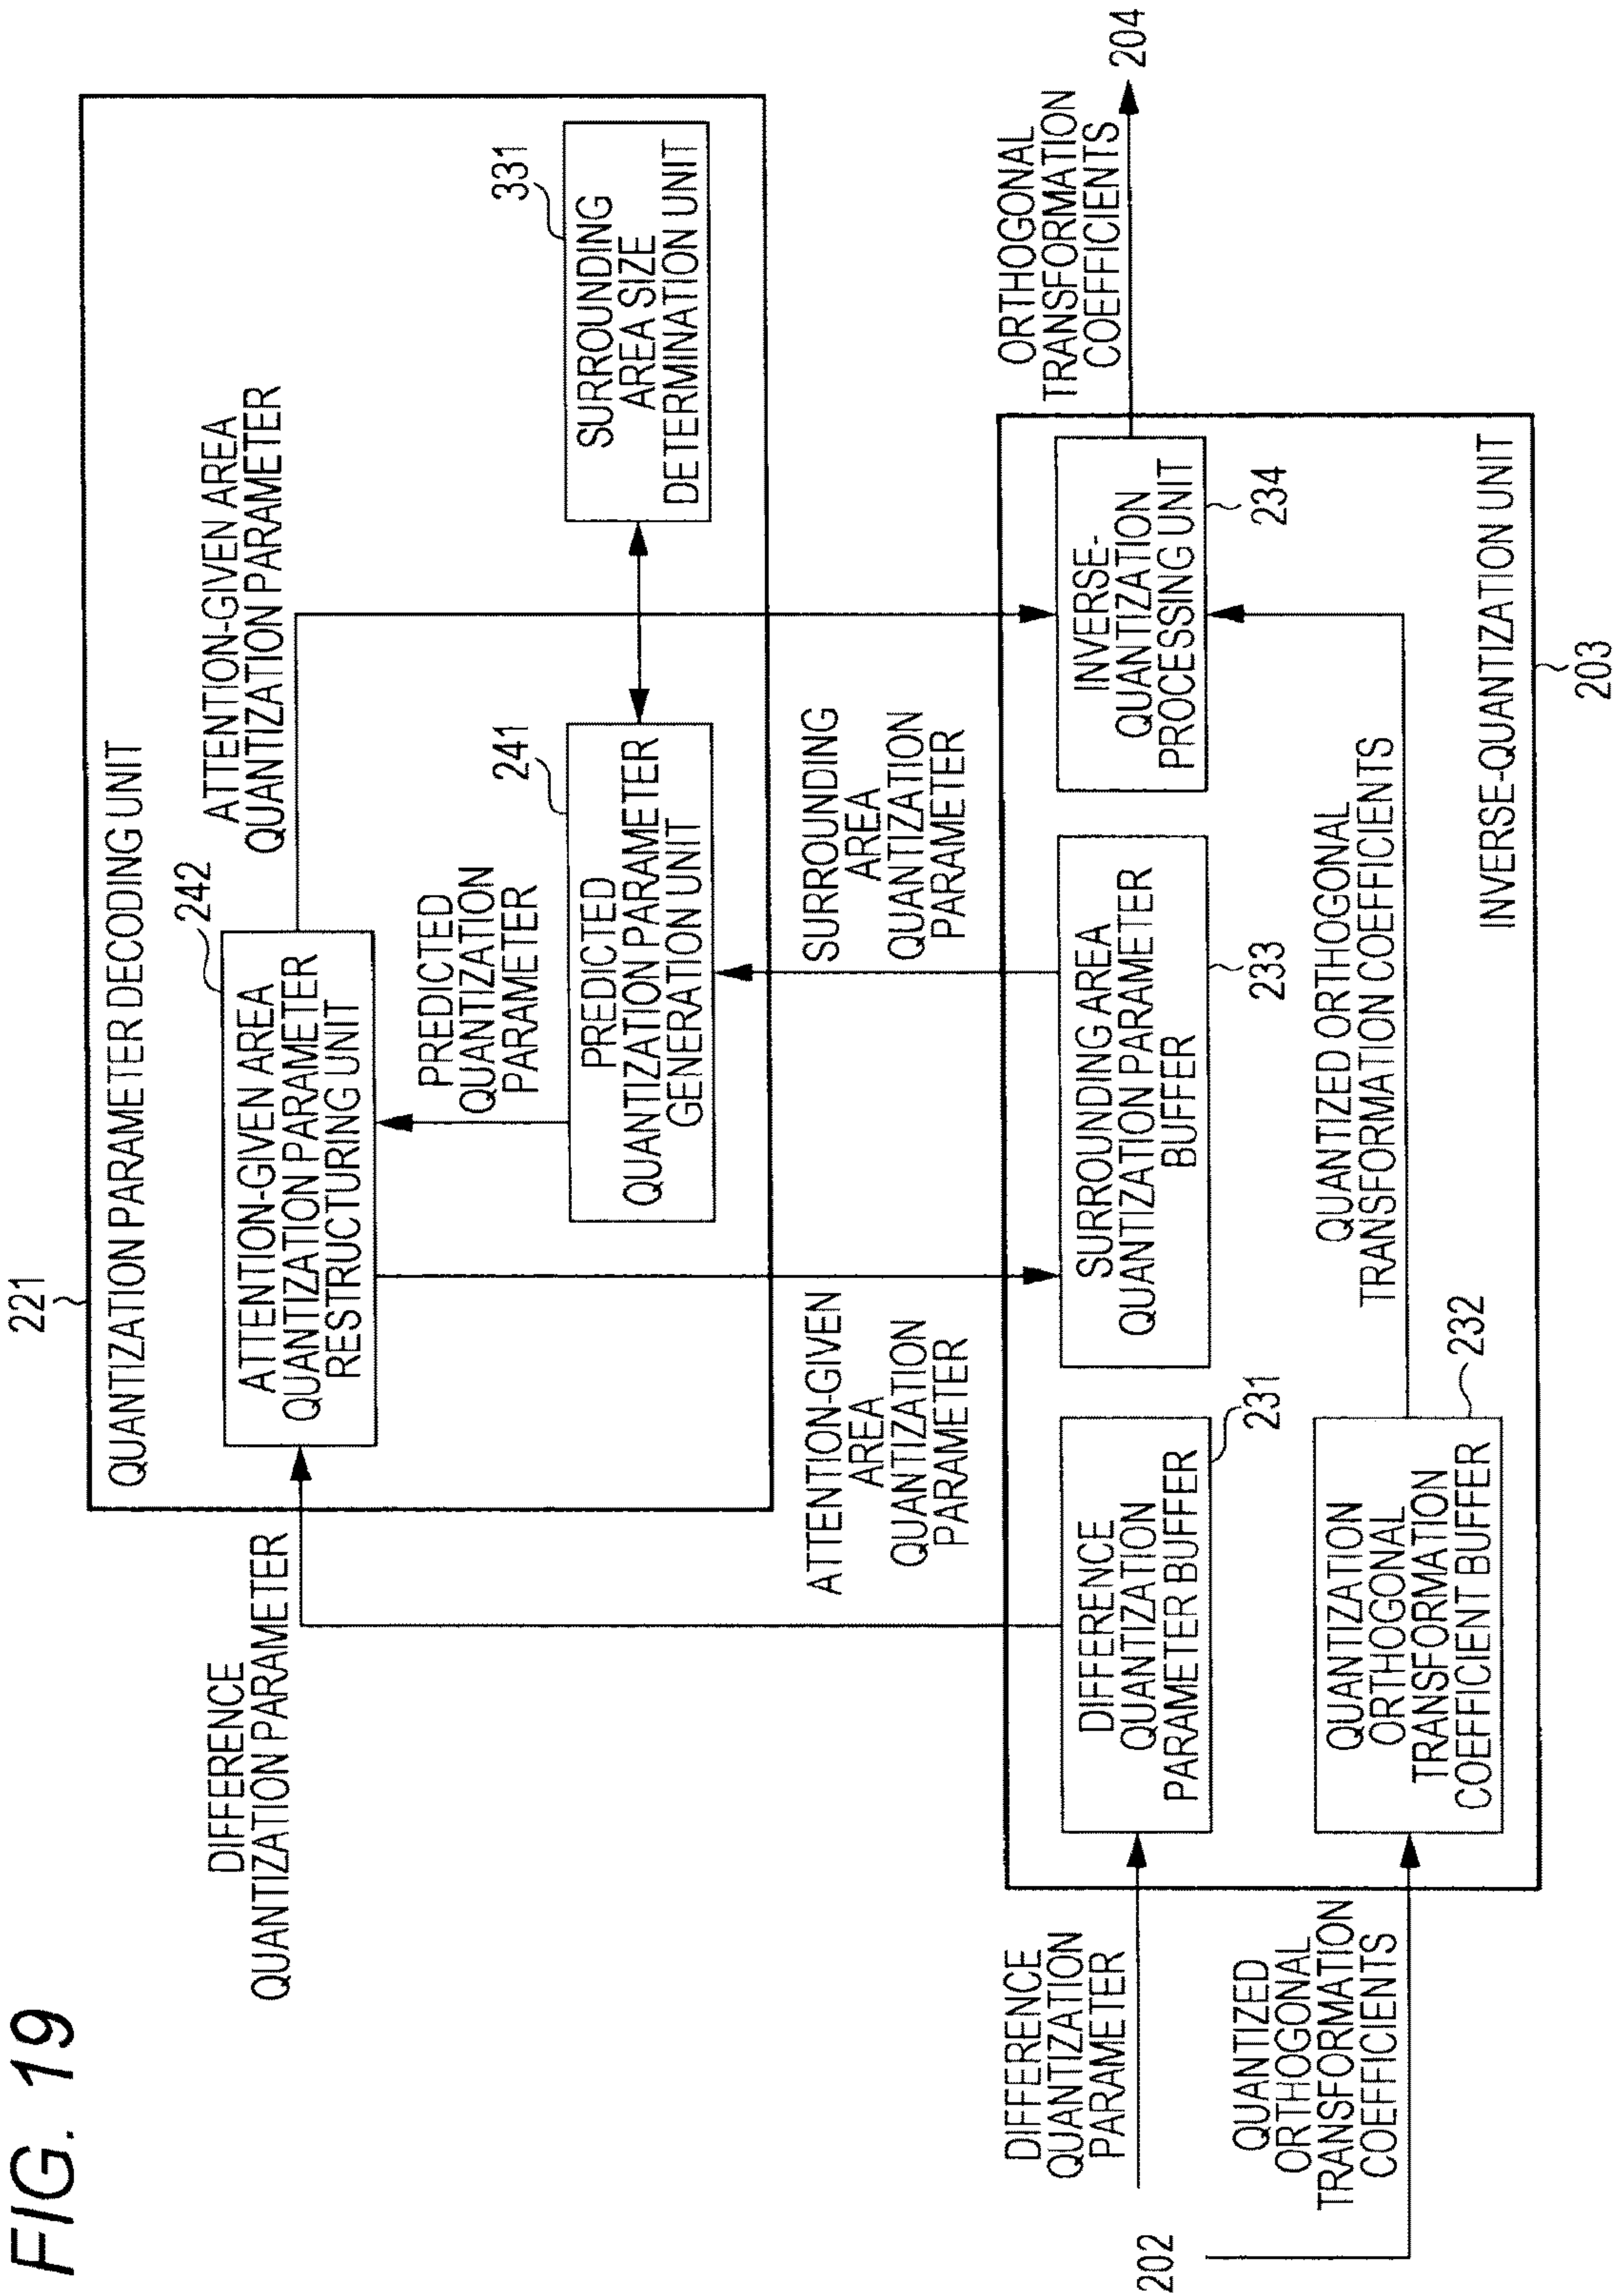 FIG. 19
221
QUANTIZATION PARAMETER DECODING UNIT
DIFFERENCE
QUANTIZATION PARAMETER
242
ATTENTION-GIVEN AREA
QUANTIZATION PARAMETER
RESTRUCTURING UNIT
ATTENTION-GIVEN AREA
QUANTIZATION PARAMETER
PREDICTED
QUANTIZATION
PARAMETER
241
PREDICTED
QUANTIZATION PARAMETER
GENERATION UNIT
331
SURROUNDING
AREA SIZE
DETERMINATION UNIT
ATTENTION-GIVEN
AREA
QUANTIZATION
PARAMETER
SURROUNDING
AREA
QUANTIZATION
PARAMETER
DIFFERENCE
QUANTIZATION
PARAMETER
202
QUANTIZED
ORTHOGONAL
TRANSFORMATION
COEFFICIENTS
DIFFERENCE
QUANTIZATION
PARAMETER BUFFER
231
SURROUNDING AREA
QUANTIZATION PARAMETER
BUFFER
233
INVERSE-
QUANTIZATION
PROCESSING UNIT
234
ORTHOGONAL
TRANSFORMATION
COEFFICIENTS
204
QUANTIZATION
ORTHOGONAL
TRANSFORMATION
COEFFICIENT BUFFER
232
QUANTIZED ORTHOGONAL
TRANSFORMATION COEFFICIENTS
INVERSE-QUANTIZATION UNIT
203